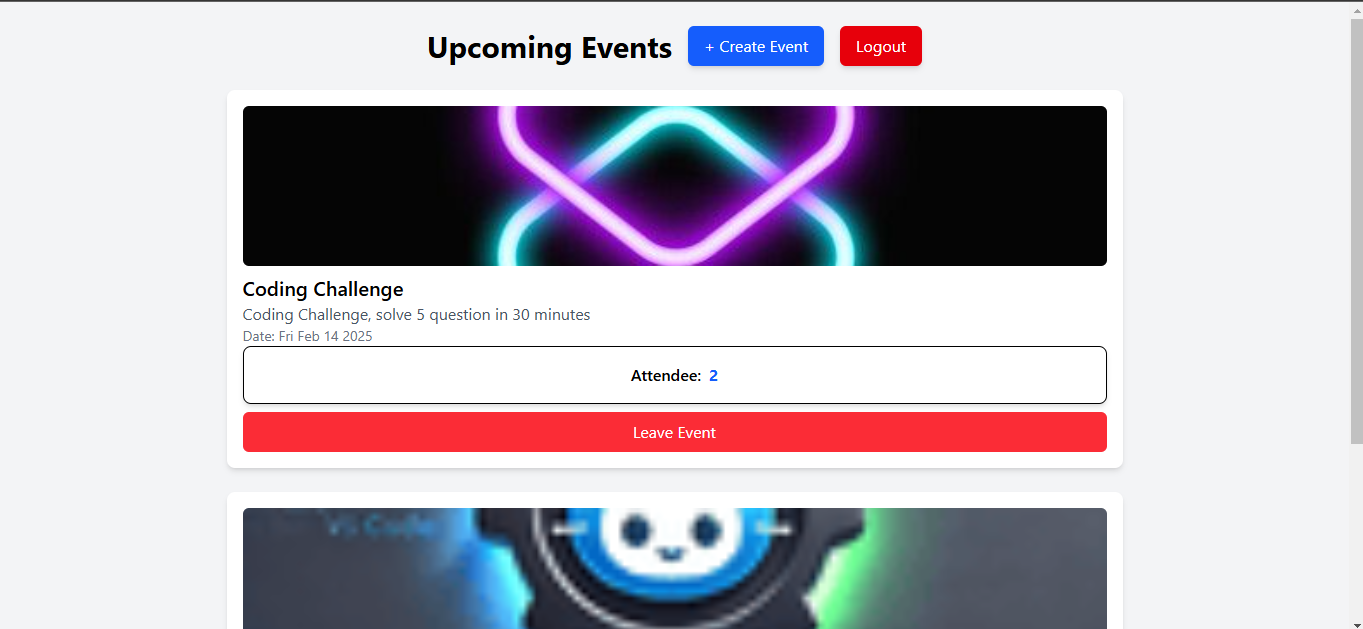 Upcoming Events
+ Create Event
Logout
Coding Challenge
Coding Challenge, solve 5 question in 30 minutes
Date: Fri Feb 14 2025
Attendee: 2
Leave Event
VS Code